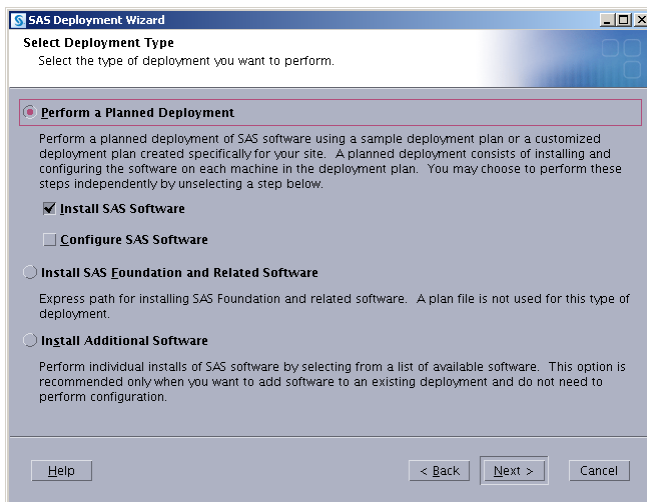 SAS Deployment Wizard
Select Deployment Type
Select the type of deployment you want to perform.
Perform a Planned Deployment
Perform a planned deployment of SAS software using a sample deployment plan or a customized
deployment plan created specifically for your site. A planned deployment consists of installing and
configuring the software on each machine in the deployment plan. You may choose to perform these
steps independently by unselecting a step below.
Install SAS Software
Configure SAS Software
Install SAS Foundation and Related Software
Express path for installing SAS Foundation and related software. A plan file is not used for this type of
deployment.
Install Additional Software
Perform individual installs of SAS software by selecting from a list of available software. This option is
recommended only when you want to add software to an existing deployment and do not need to
perform configuration.
Help
< Back
Next >
Cancel